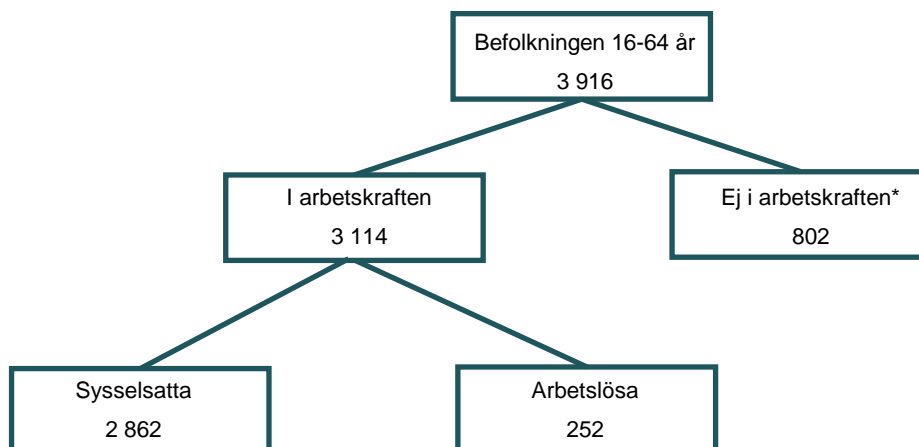 Befolkningen 16-64 år
3 916
I arbetskraften
3 114
Ej i arbetskraften*
802
Sysselsatta
2 862
Arbetslösa
252